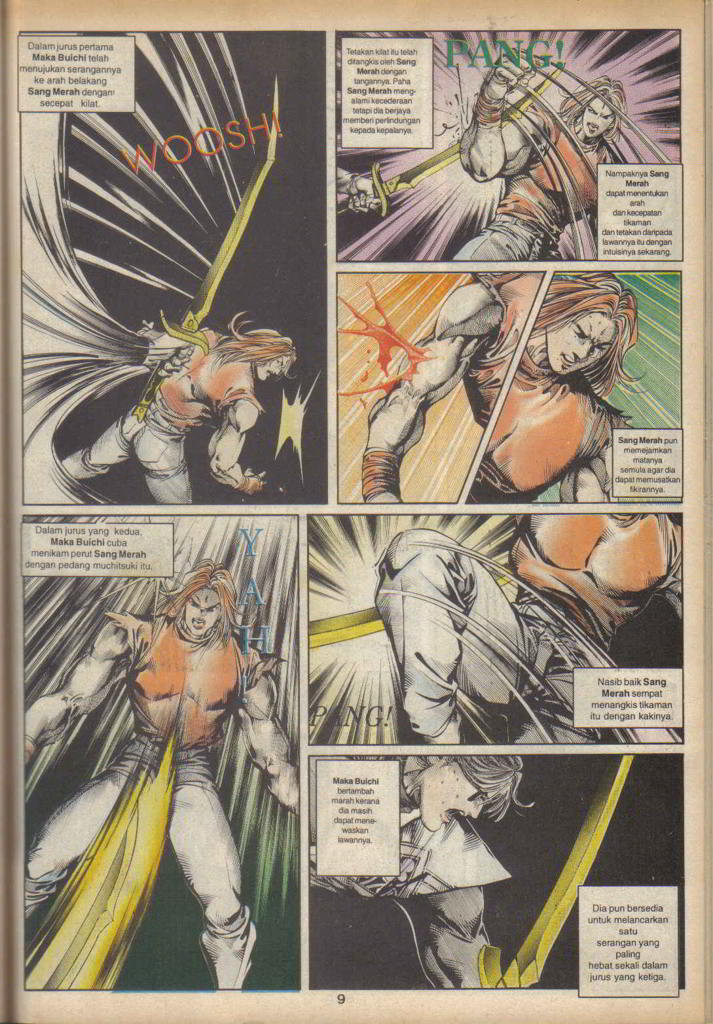 Dalam jurus pertama
Maka Buichi telah
menujukan serangannya
ke arah belakang
Sang Merah dengan
secepat kilat.
WOOSH!
Tetakan kilat itu telah
ditangkis oleh Sang
Merah dengan
tangannya. Paha
Sang Merah meng-
alami kecederaan
tetapi dia berjaya
memberi perlindungan
kepada kepalanya.
PANG!
Nampaknya Sang
Merah
dapat menentukan
arah
dan kecepatan
tikaman
dan tetakan daripada
lawannya itu dengan
intuisinya sekarang.
Sang Merah pun
memejamkan
matanya
semula agar dia
dapat memusatkan
fikirannya.
Dalam jurus yang kedua,
Maka Buichi cuba
menikam perut Sang Merah
dengan pedang muchitsuki itu.
YAH!
PANG!
Nasib baik Sang
Merah sempat
menangkis tikaman
itu dengan kakinya.
Maka Buichi
bertambah
marah kerana
dia masih
dapat mene-
waskan
lawannya.
Dia pun bersedia
untuk melancarkan
satu
serangan yang
paling
hebat sekali dalam
jurus yang ketiga.
9